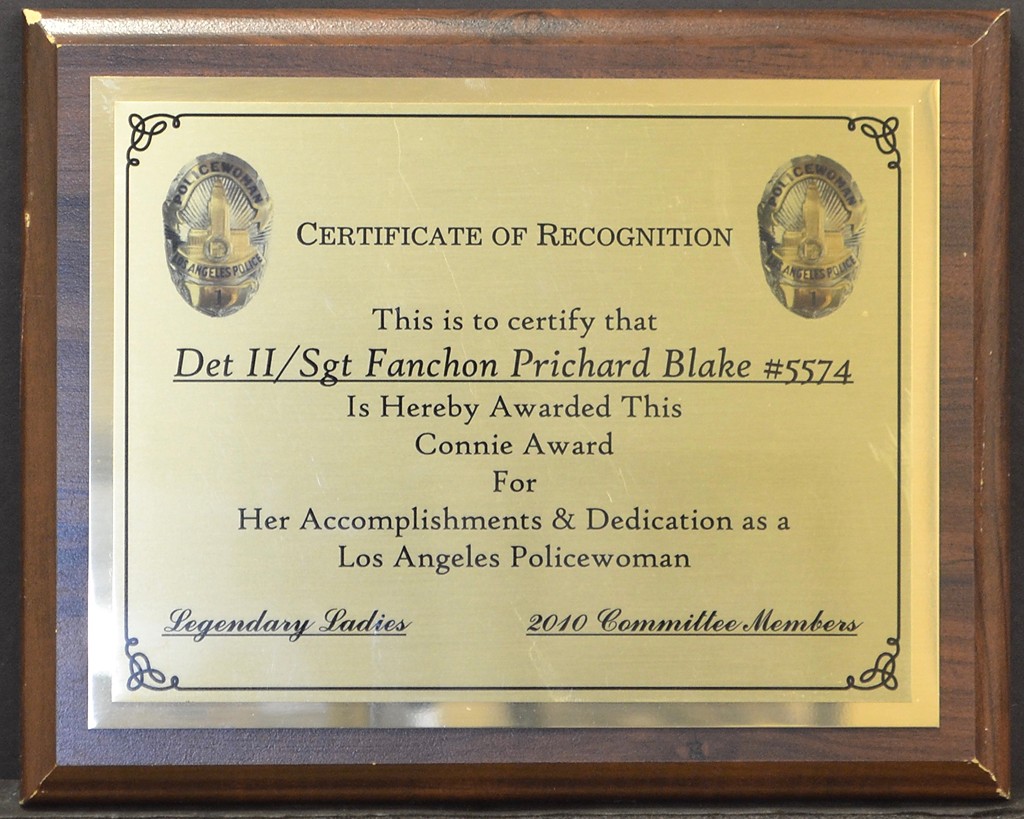 POLICEWOMAN
LOS ANGELES POLICE
1
POLICEWOMAN
LOS ANGELES POLICE
1
CERTIFICATE OF RECOGNITION
This is to certify that
Det II/Sgt Fanchon Prichard Blake #5574
Is Hereby Awarded This
Connie Award
For
Her Accomplishments & Dedication as a
Los Angeles Policewoman
Legendary Ladies 2010 Committee Members